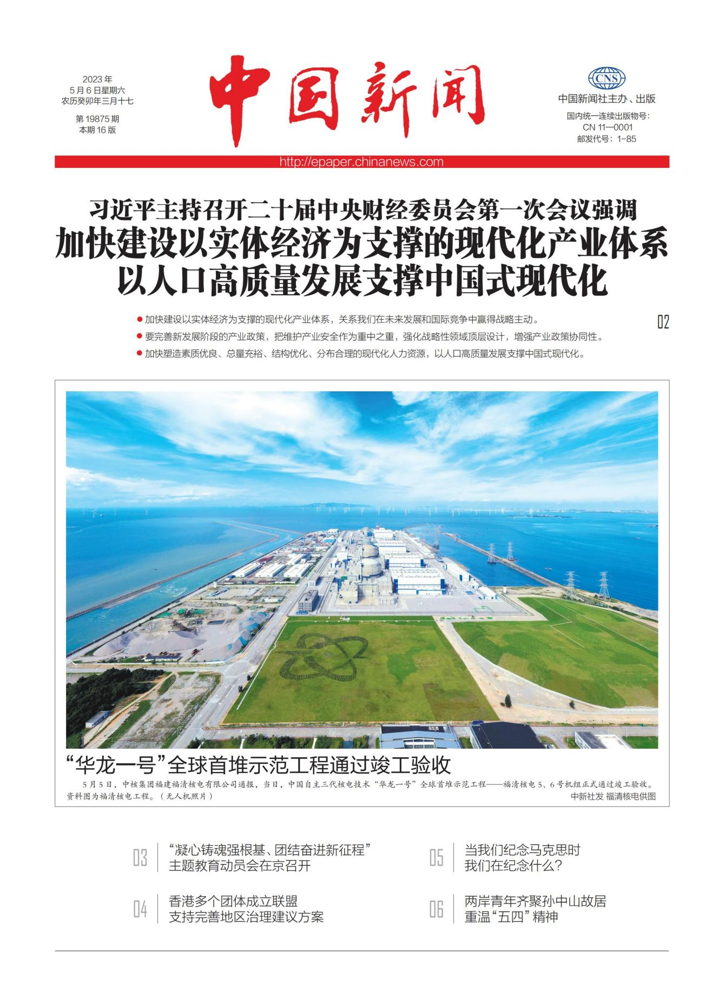 2023 年
5 月 6 日星期六
农历癸卯年三月十七
第 19875 期
本期 16 版
中国新闻
CNS
中国新闻社主办、出版
国内统一连续出版物号：
CN 11—0001
邮发代号：1-85
http://epaper.chinanews.com
习近平主持召开二十届中央财经委员会第一次会议强调
加快建设以实体经济为支撑的现代化产业体系
以人口高质量发展支撑中国式现代化
● 加快建设以实体经济为支撑的现代化产业体系，关系我们在未来发展和国际竞争中赢得战略主动。
02
● 要完善新发展阶段的产业政策，把维护产业安全作为重中之重，强化战略性领域顶层设计，增强产业政策协同性。
● 加快塑造素质优良、总量充裕、结构优化、分布合理的现代化人力资源，以人口高质量发展支撑中国式现代化。
“华龙一号”全球首堆示范工程通过竣工验收
5 月 5 日，中核集团福建福清核电有限公司通报，当日，中国自主三代核电技术“华龙一号”全球首堆示范工程——福清核电 5、6 号机组正式通过竣工验收。
资料图为福清核电工程。（无人机照片）
中新社发 福清核电供图
03
“凝心铸魂强根基、团结奋进新征程”
主题教育动员会在京召开
05
当我们纪念马克思时
我们在纪念什么？
04
香港多个团体成立联盟
支持完善地区治理建议方案
06
两岸青年齐聚孙中山故居
重温“五四”精神